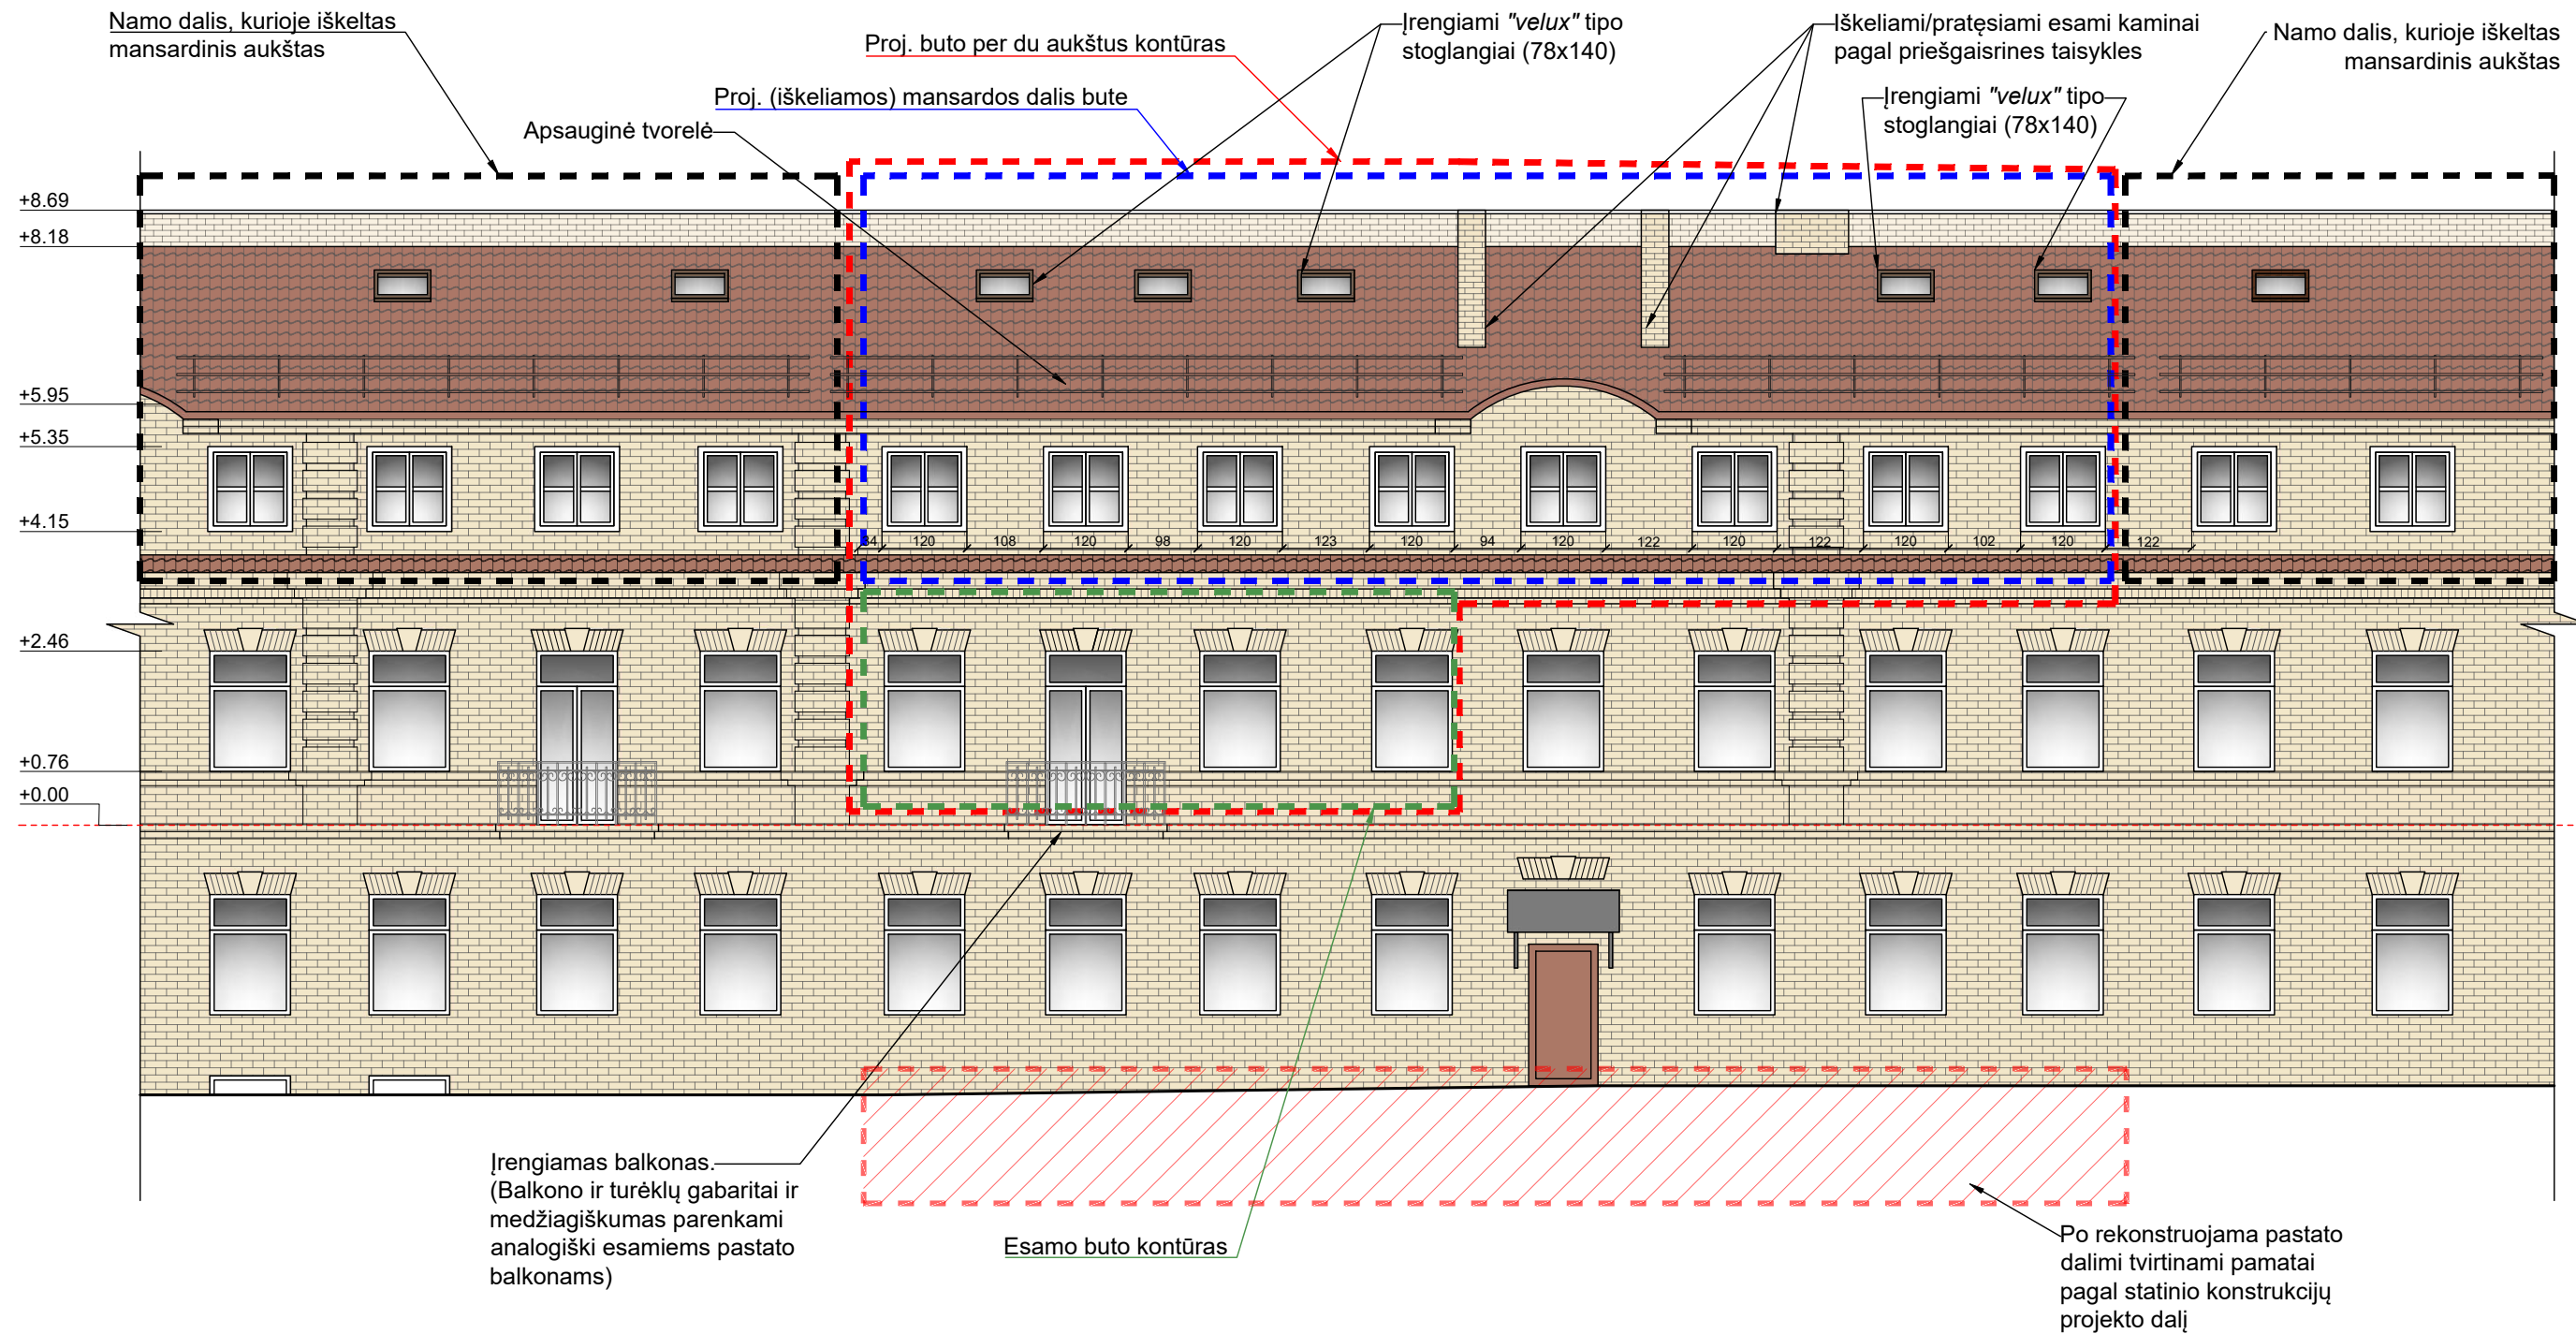 Namo dalis, kurioje iškeltas
mansardinis aukštas
Proj. buto per du aukštus kontūras
Įrengiami "velux" tipo
stoglangiai (78x140)
Iškeliami/pratęsiami esami kaminai
pagal priešgaisrines taisykles
Namo dalis, kurioje iškeltas
mansardinis aukštas
Proj. (iškeliamos) mansardos dalis bute
Įrengiami "velux" tipo
stoglangiai (78x140)
Apsauginė tvorelė
+8.69
+8.18
+5.95
+5.35
+4.15
84 120 108 120 98 120 123 120 94 120 122 120 122 120 102 120 122
+2.46
+0.76
+0.00
Įrengiamas balkonas.
(Balkono ir turėklų gabaritai ir
medžiagiškumas parenkami
analogiški esamiems pastato
balkonams)
Esamo buto kontūras
Po rekonstruojama pastato
dalimi tvirtinami pamatai
pagal statinio konstrukcijų
projekto dalį